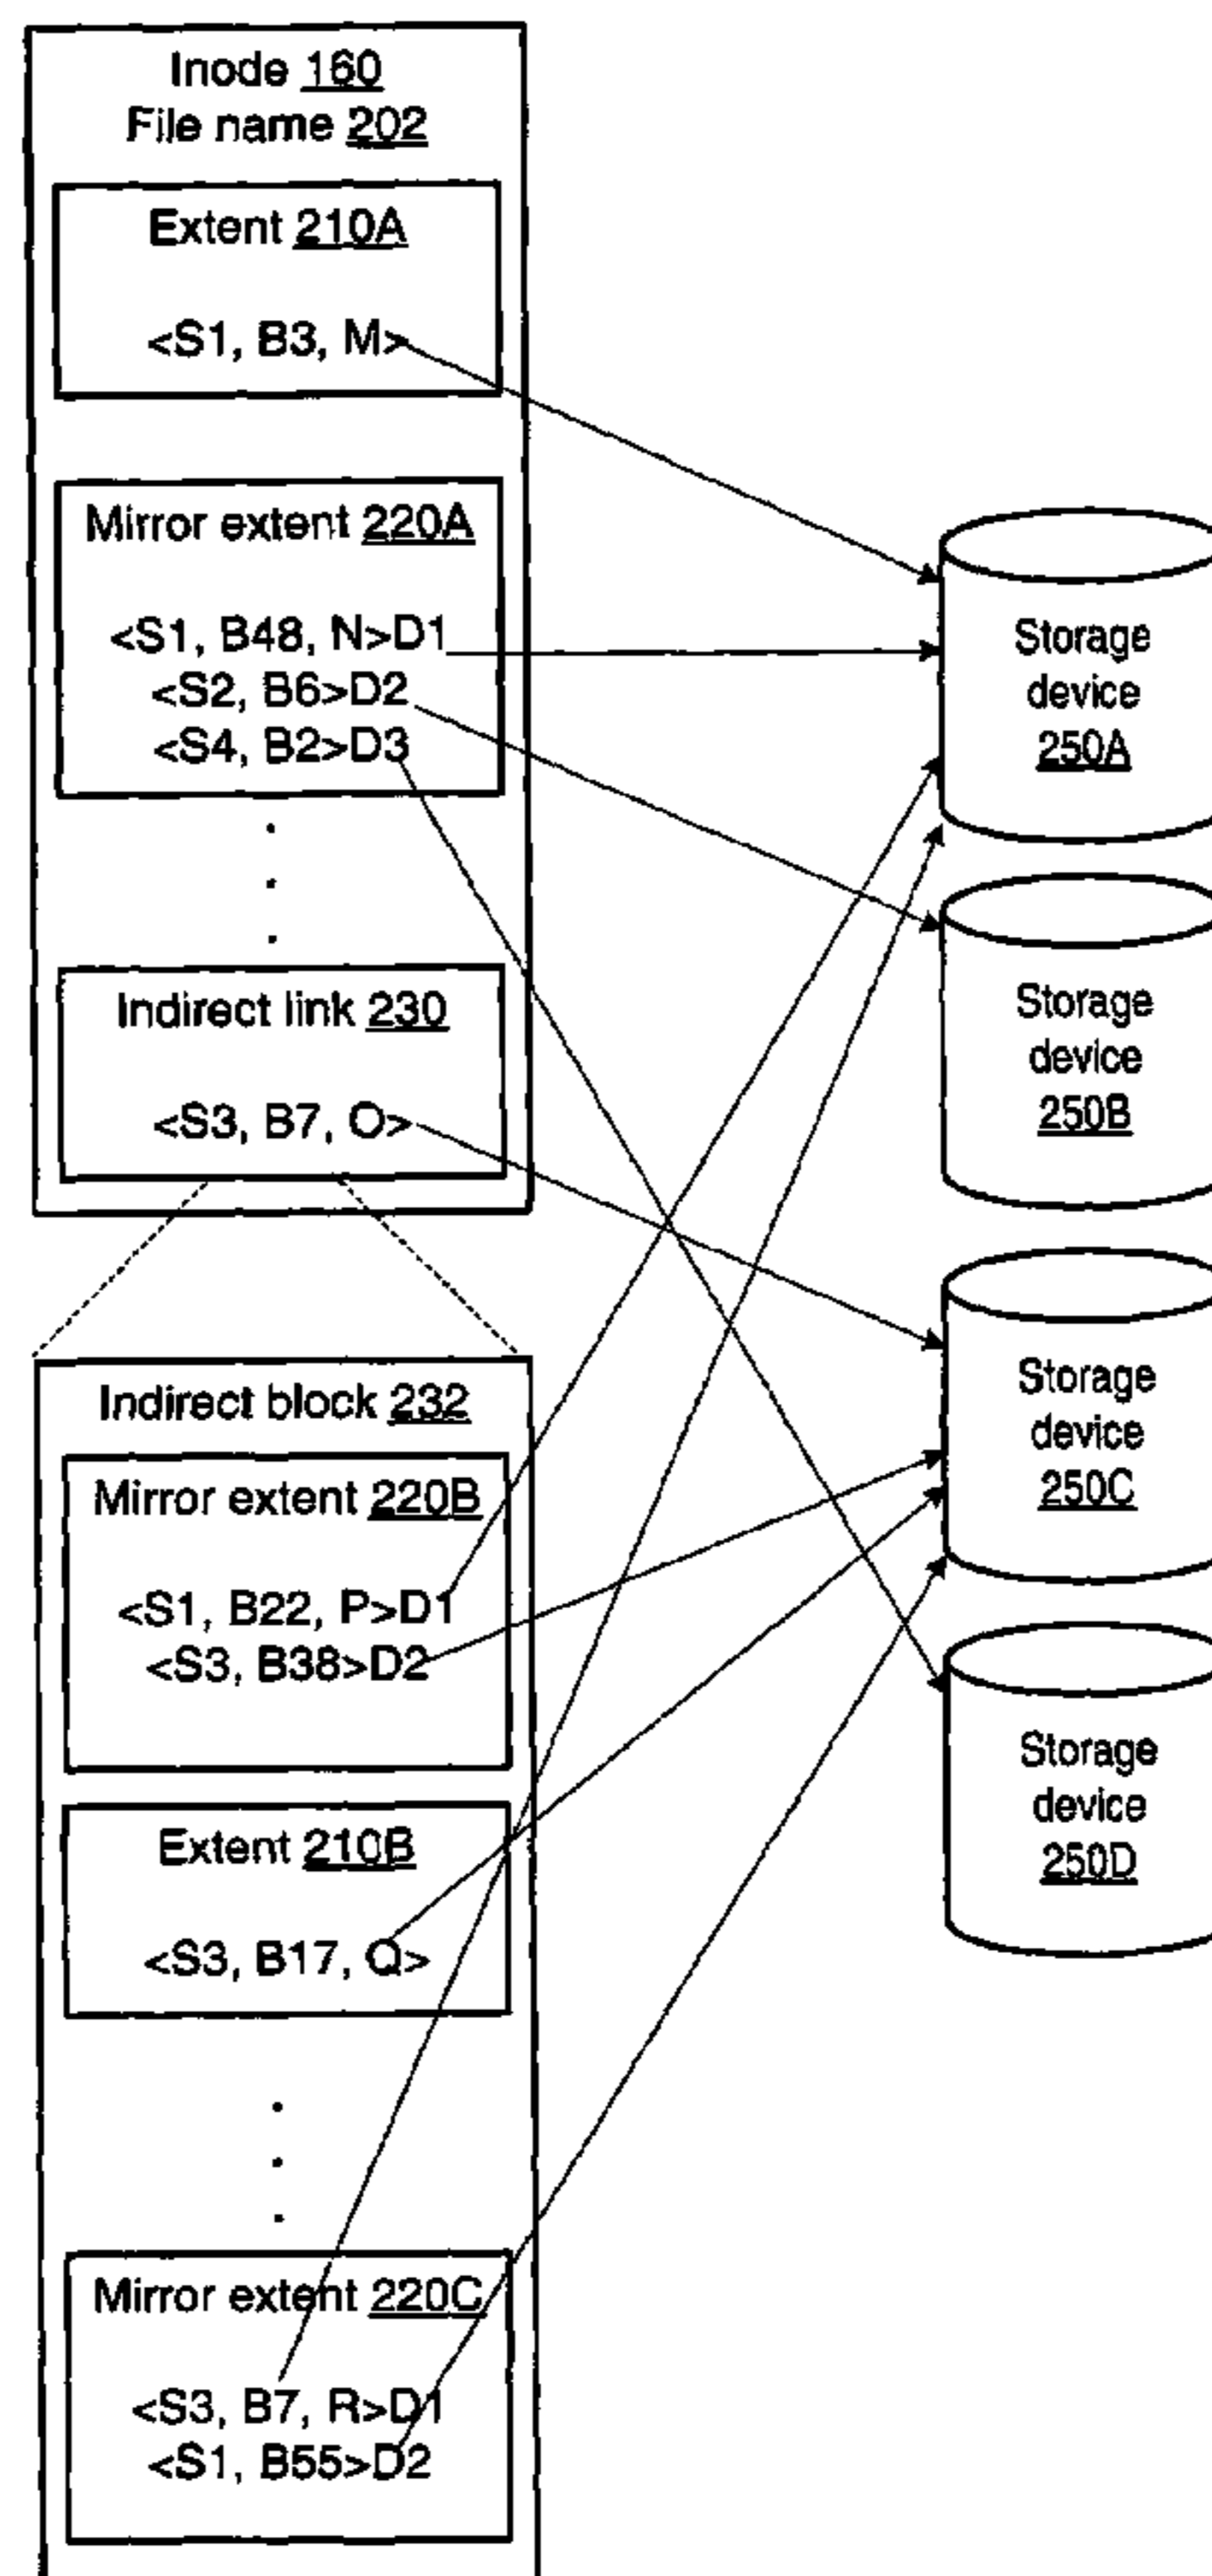 Inode 160
File name 202
Extent 210A
<S1, B3, M>
Mirror extent 220A
<S1, B48, N>D1
<S2, B6>D2
<S4, B2>D3
Indirect link 230
<S3, B7, O>
Indirect block 232
Mirror extent 220B
<S1, B22, P>D1
<S3, B38>D2
Extent 210B
<S3, B17, Q>
Mirror extent 220C
<S3, B7, R>D1
<S1, B55>D2
Storage
device
250A
Storage
device
250B
Storage
device
250C
Storage
device
250D